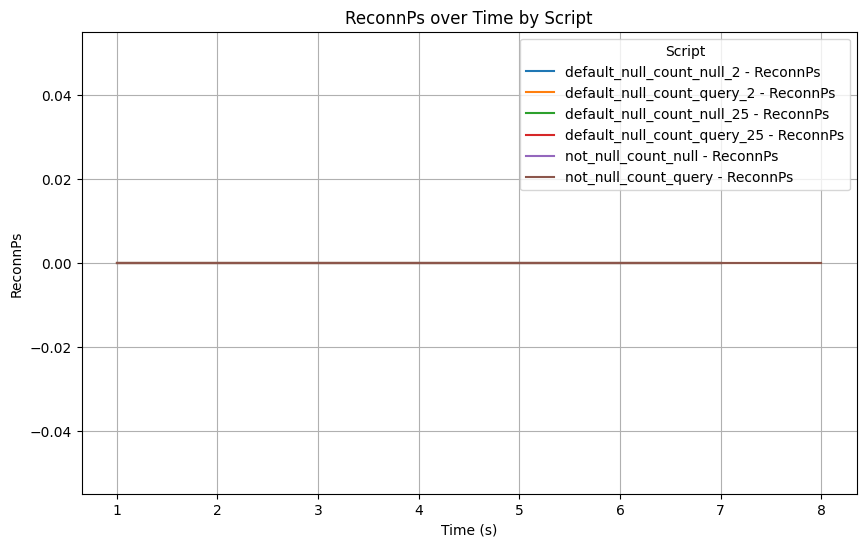 ReconnPs over Time by Script
Script
default_null_count_null_2 - ReconnPs
default_null_count_query_2 - ReconnPs
default_null_count_null_25 - ReconnPs
default_null_count_query_25 - ReconnPs
not_null_count_null - ReconnPs
not_null_count_query - ReconnPs
ReconnPs
0.04
0.02
0.00
−0.02
−0.04
1 2 3 4 5 6 7 8
Time (s)